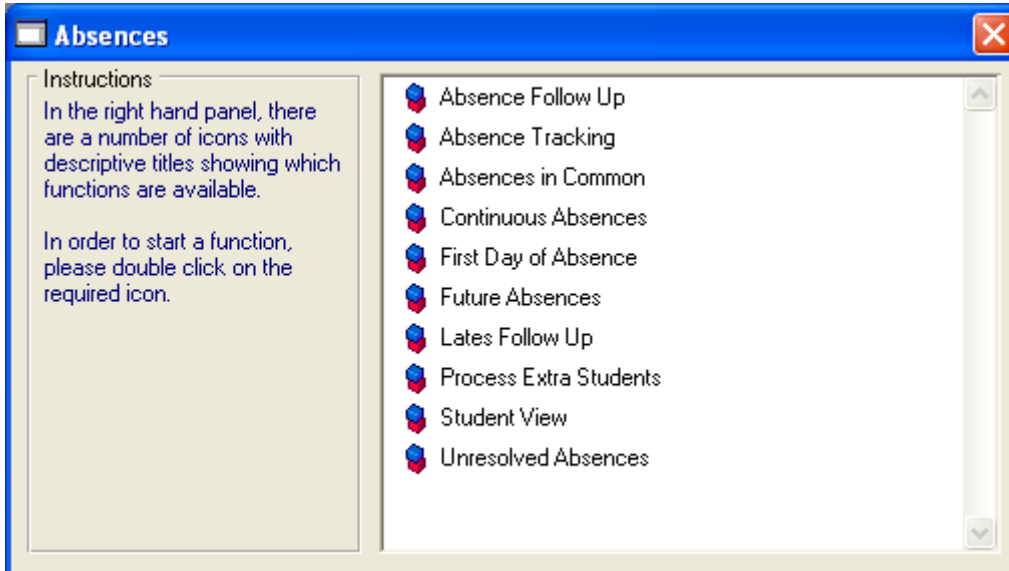 Absences
Instructions
In the right hand panel, there
are a number of icons with
descriptive titles showing which
functions are available.
In order to start a function,
please double click on the
required icon.
Absence Follow Up
Absence Tracking
Absences in Common
Continuous Absences
First Day of Absence
Future Absences
Lates Follow Up
Process Extra Students
Student View
Unresolved Absences